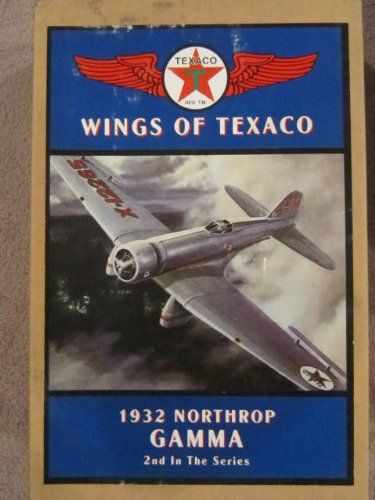 TEXACO
T
REG. T.M.
WINGS OF TEXACO
X-12265
1932 NORTHROP
GAMMA
2nd In The Series